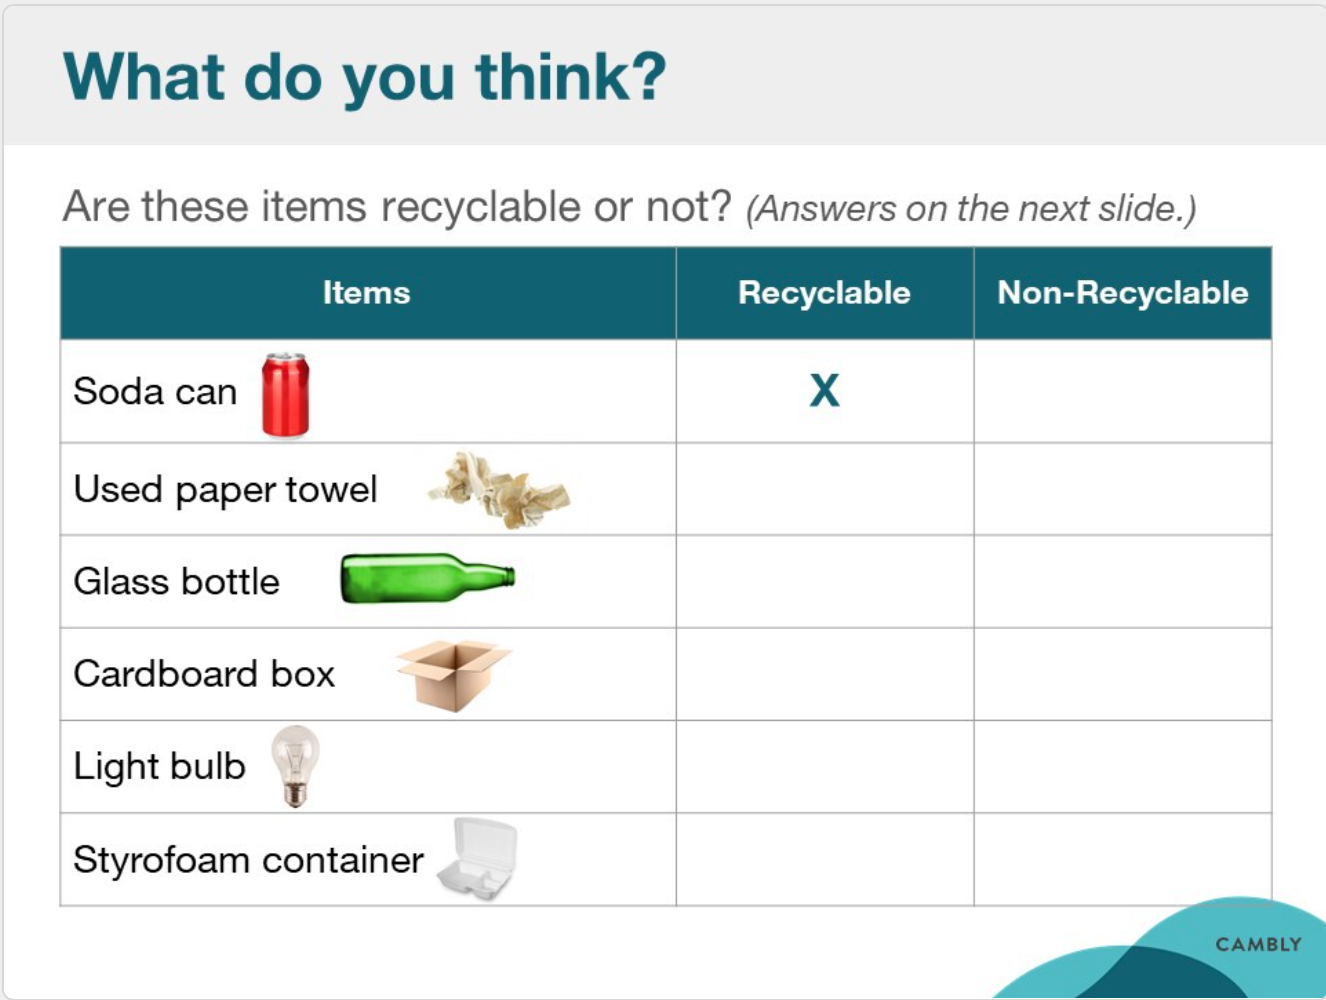 What do you think?
Are these items recyclable or not? (Answers on the next slide.)
Items Recyclable Non-Recyclable
Soda can X
Used paper towel
Glass bottle
Cardboard box
Light bulb
Styrofoam container
CAMBLY